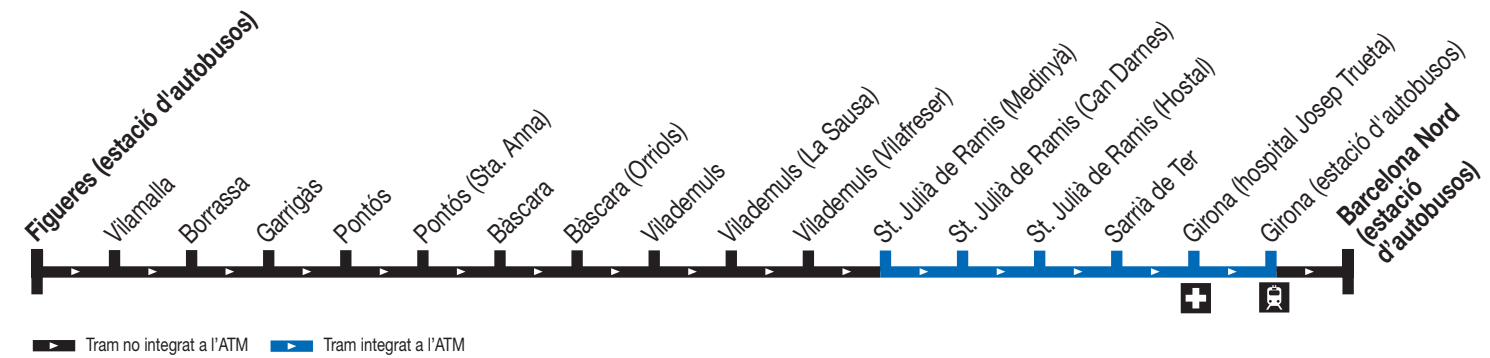 Figueres (estació d'autobusos)
Vilamalla
Borrassa
Garrigàs
Pontós
Pontós (Sta. Anna)
Bàscara
Bàscara (Orriols)
Vilademuls
Vilademuls (La Sausa)
Vilademuls (Vilafreser)
St. Julià de Ramis (Medinyà)
St. Julià de Ramis (Can Darnes)
St. Julià de Ramis (Hostal)
Sarrià de Ter
Girona (hospital Josep Trueta)
Girona (estació d'autobusos)
Barcelona Nord
(estació
d'autobusos)
Tram no integrat a l'ATM
Tram integrat a l'ATM